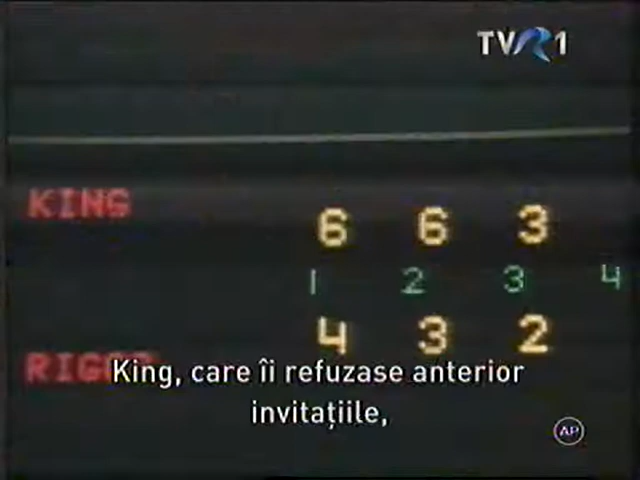 TVR1
KING
6 6 3
1 2 3 4
4 3 2
King, care îi refuzase anterior
invitațiile,
AP